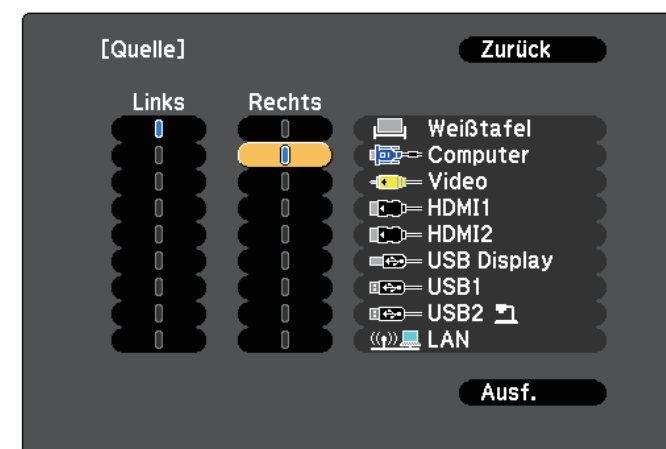 [Quelle] Zurück
Links Rechts
Weißtafel
Computer
Video
HDMI1
HDMI2
USB Display
USB1
USB2
LAN
Ausf.